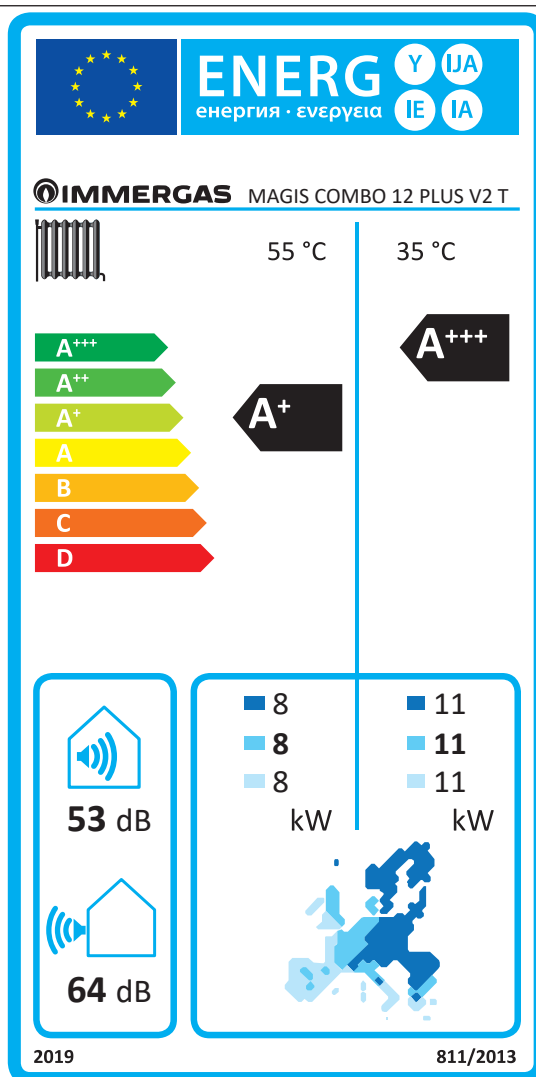 ENERG Y IJA
енергия · ενεργεια IE IA
IMMERGAS MAGIS COMBO 12 PLUS V2 T
55 °C 35 °C
A+++
A+++
A++
A+
A+
A
B
C
D
8 11
8 11
8 11
kW kW
53 dB
64 dB
2019 811/2013